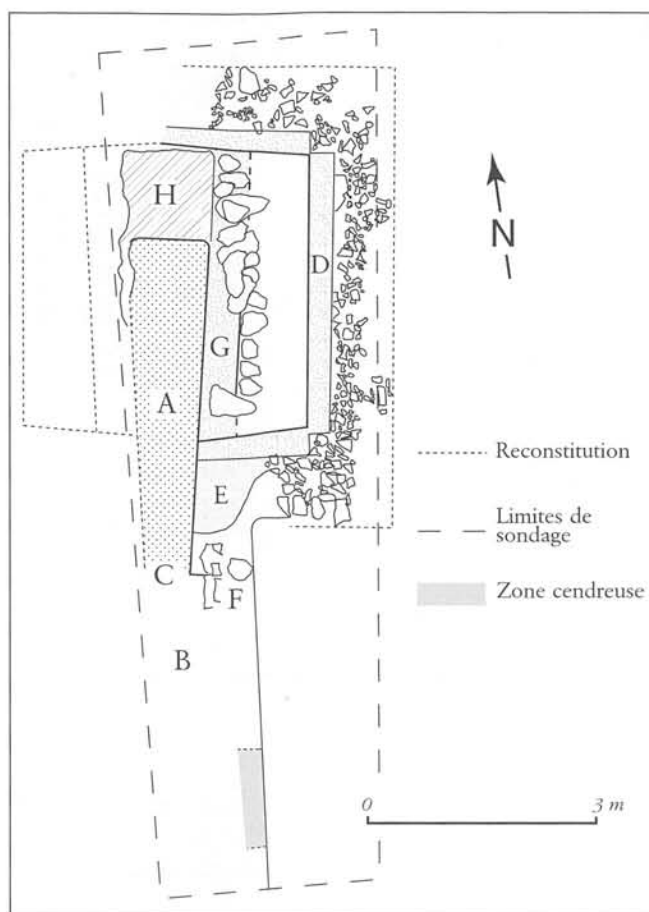 H
N
D
G
A
Reconstitution
E
Limites de
sondage
C
F
Zone cendreuse
B
0
3 m